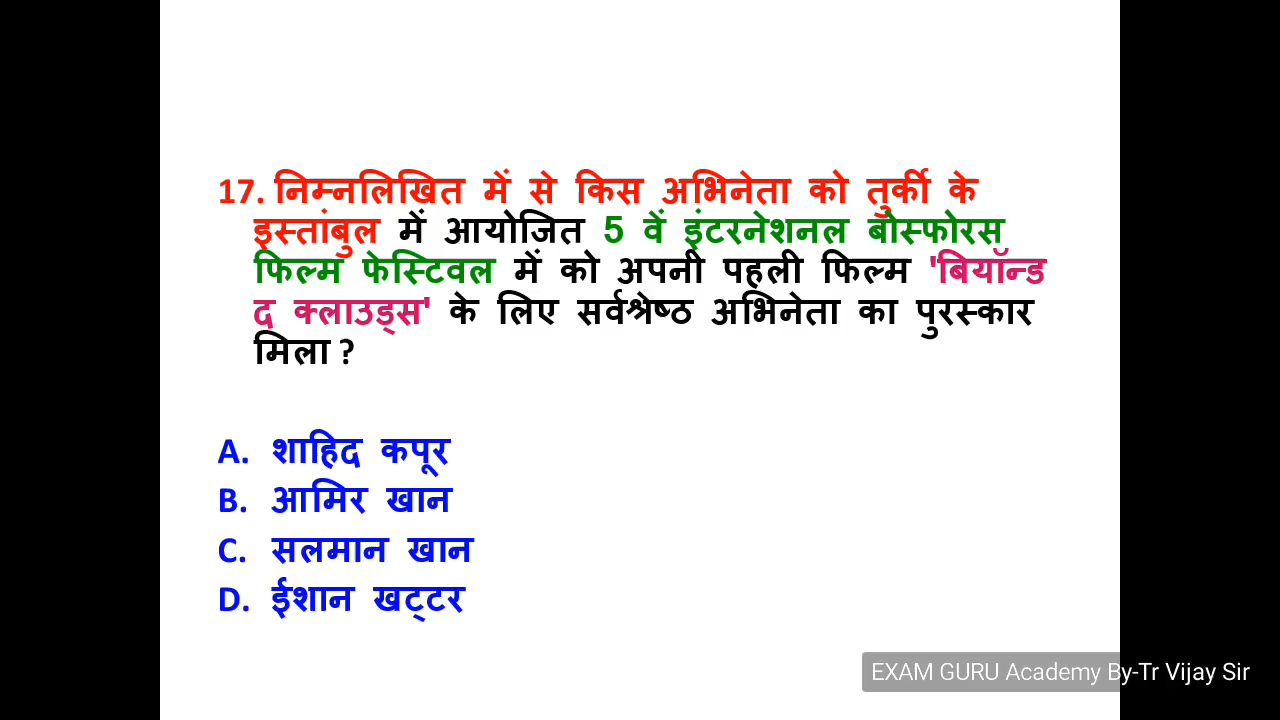 17. निम्नलिखित में से किस अभिनेता को तुर्की के
इस्तांबुल में आयोजित 5 वें इंटरनेशनल बोस्फोरस
फिल्म फेस्टिवल में को अपनी पहली फिल्म 'बियॉन्ड
द क्लाउड्स' के लिए सर्वश्रेष्ठ अभिनेता का पुरस्कार
मिला ?
A. शाहिद कपूर
B. आमिर खान
C. सलमान खान
D. ईशान खट्टर
EXAM GURU Academy By-Tr Vijay Sir